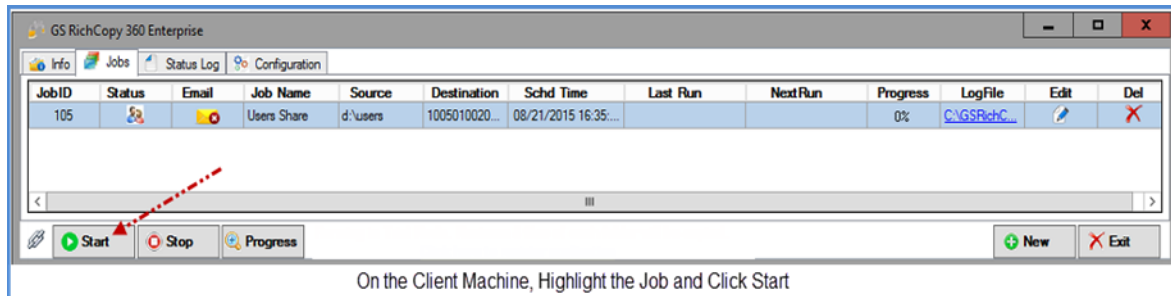 GS RichCopy 360 Enterprise
Info Jobs Status Log Configuration
JobID Status Email Job Name Source Destination Schd Time Last Run NextRun Progress LogFile Edit Del
105 Users Share d:\users 1005010020... 08/21/2015 16:35:... 0% C:\GSRichC...
Start Stop Progress New Exit
On the Client Machine, Highlight the Job and Click Start